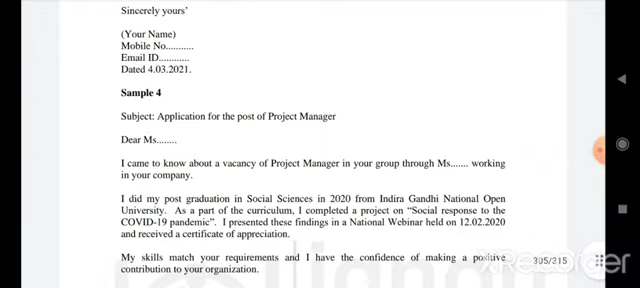 Sincerely yours'
(Your Name)
Mobile No...........
Email ID............
Dated 4.03.2021.
Sample 4
Subject: Application for the post of Project Manager
Dear Ms........
I came to know about a vacancy of Project Manager in your group through Ms....... working
in your company.
I did my post graduation in Social Sciences in 2020 from Indira Gandhi National Open
University. As a part of the curriculum, I completed a project on “Social response to the
COVID-19 pandemic”. I presented these findings in a National Webinar held on 12.02.2020
and received a certificate of appreciation.
My skills match your requirements and I have the confidence of making a positive
contribution to your organization.
XRecorder
305/315